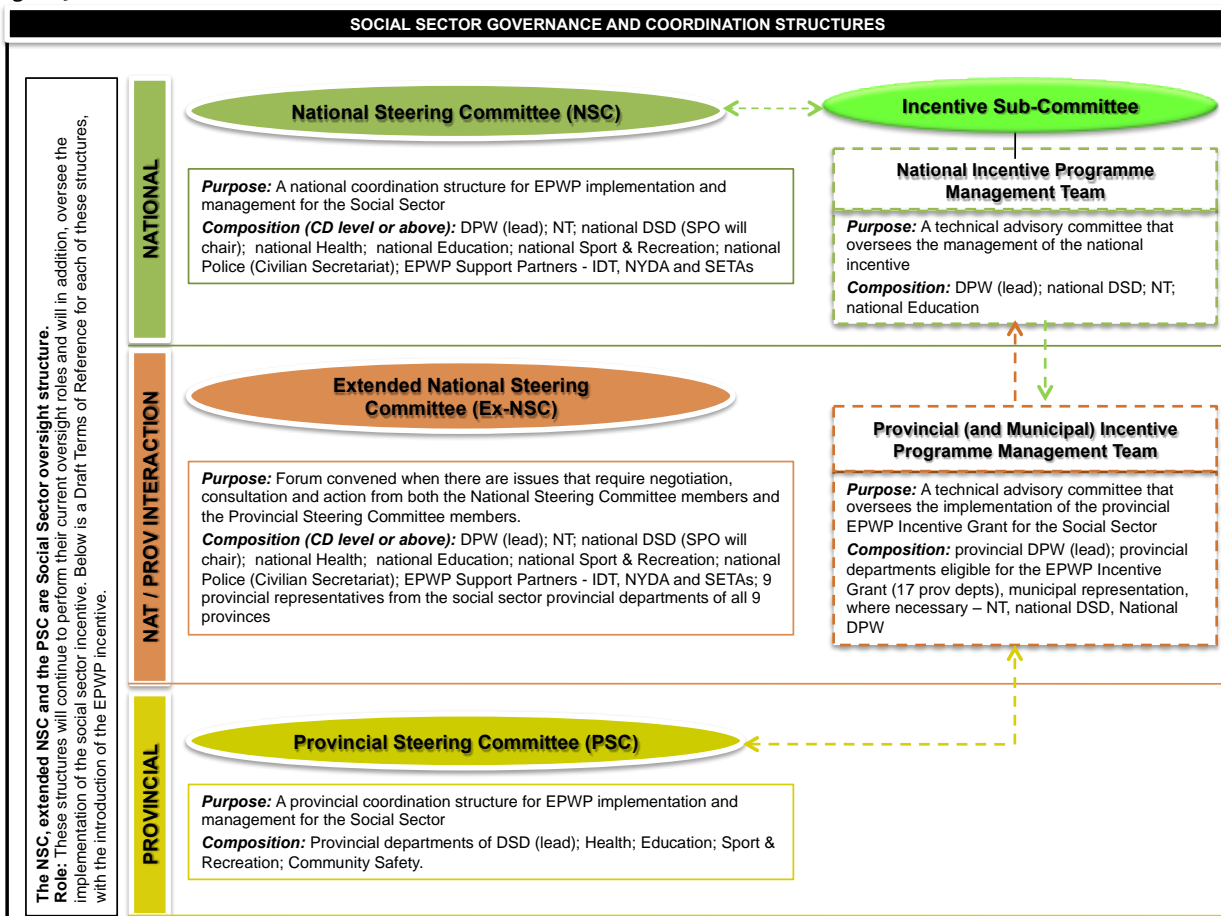 SOCIAL SECTOR GOVERNANCE AND COORDINATION STRUCTURES
The NSC, extended NSC and the PSC are Social Sector oversight structure.
Role: These structures will continue to perform their current oversight roles and will in addition, oversee the
implementation of the social sector incentive. Below is a Draft Terms of Reference for each of these structures,
with the introduction of the EPWP incentive.
NATIONAL
National Steering Committee (NSC)
Purpose: A national coordination structure for EPWP implementation and
management for the Social Sector
Composition (CD level or above): DPW (lead); NT; national DSD (SPO will
chair); national Health; national Education; national Sport & Recreation; national
Police (Civilian Secretariat); EPWP Support Partners - IDT, NYDA and SETAs
Incentive Sub-Committee
National Incentive Programme
Management Team
Purpose: A technical advisory committee that
oversees the management of the national
incentive
Composition: DPW (lead); national DSD; NT;
national Education
NAT / PROV INTERACTION
Extended National Steering
Committee (Ex-NSC)
Purpose: Forum convened when there are issues that require negotiation,
consultation and action from both the National Steering Committee members and
the Provincial Steering Committee members.
Composition (CD level or above): DPW (lead); NT; national DSD (SPO will
chair); national Health; national Education; national Sport & Recreation; national
Police (Civilian Secretariat); EPWP Support Partners - IDT, NYDA and SETAs; 9
provincial representatives from the social sector provincial departments of all 9
provinces
Provincial (and Municipal) Incentive
Programme Management Team
Purpose: A technical advisory committee that
oversees the implementation of the provincial
EPWP Incentive Grant for the Social Sector
Composition: provincial DPW (lead); provincial
departments eligible for the EPWP Incentive
Grant (17 prov depts), municipal representation,
where necessary – NT, national DSD, National
DPW
PROVINCIAL
Provincial Steering Committee (PSC)
Purpose: A provincial coordination structure for EPWP implementation and
management for the Social Sector
Composition: Provincial departments of DSD (lead); Health; Education; Sport &
Recreation; Community Safety.